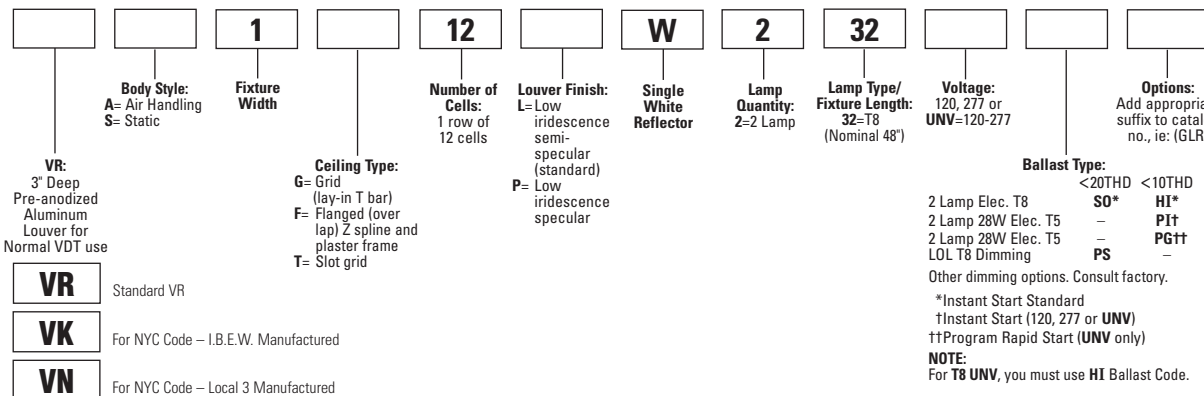 1
12
W
2
32
Body Style:
A= Air Handling
S= Static
Fixture
Width
Number of
Cells:
1 row of
12 cells
Louver Finish:
L=Low
iridescence
semi-
specular
(standard)
P= Low
iridescence
specular
Single
White
Reflector
Lamp
Quantity:
2=2 Lamp
Lamp Type/
Fixture Length:
32=T8
(Nominal 48")
Voltage:
120, 277 or
UNV=120-277
Options:
Add appropria
suffix to catal
no., ie: (GLR
VR:
3" Deep
Pre-anodized
Aluminum
Louver for
Normal VDT use
Ceiling Type:
G= Grid
(lay-in T bar)
F= Flanged (over
lap) Z spline and
plaster frame
T= Slot grid
Ballast Type:
<20THD <10THD
2 Lamp Elec. T8 SO* HI*
2 Lamp 28W Elec. T5 – PI†
2 Lamp 28W Elec. T5 – PG††
LOL T8 Dimming PS –
Other dimming options. Consult factory.
*Instant Start Standard
†Instant Start (120, 277 or UNV)
††Program Rapid Start (UNV only)
NOTE:
For T8 UNV, you must use HI Ballast Code.
VR Standard VR
VK For NYC Code – I.B.E.W. Manufactured
VN For NYC Code – Local 3 Manufactured